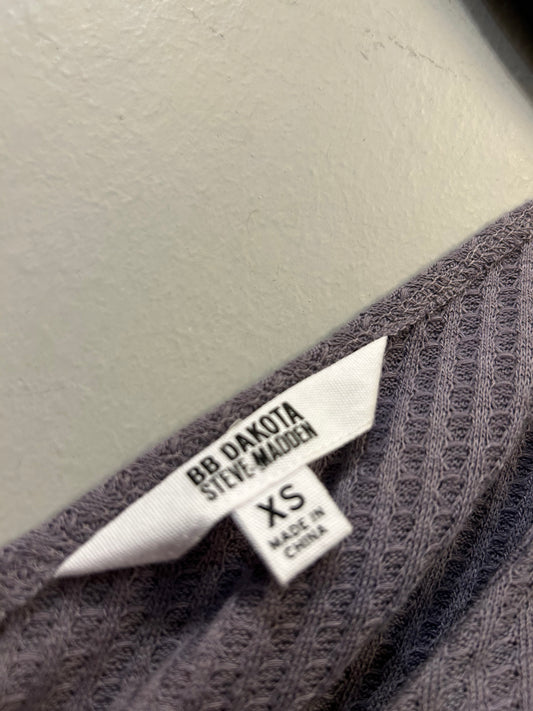 BB DAKOTA
STEVE MADDEN
XS
MADE IN
CHINA